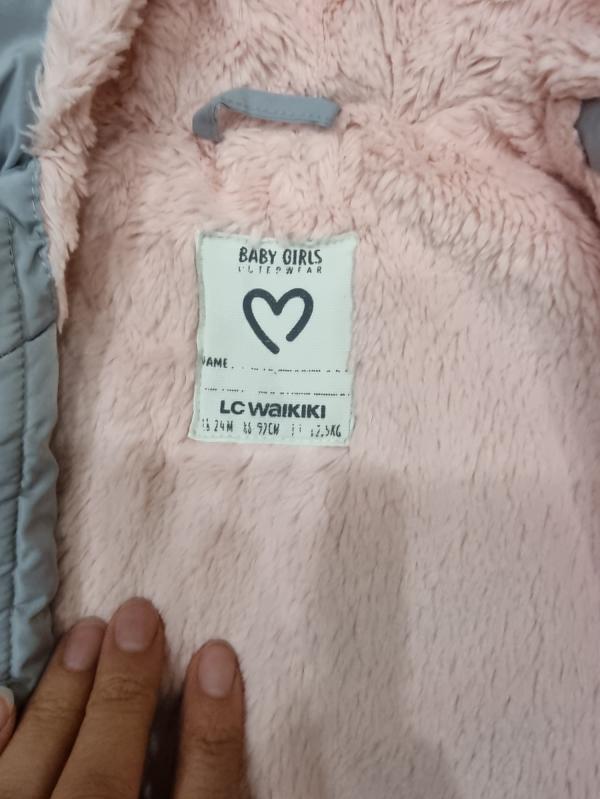 BABY GIRLS
OUTERWEAR
NAME
LC WAIKIKI
24M 92CM